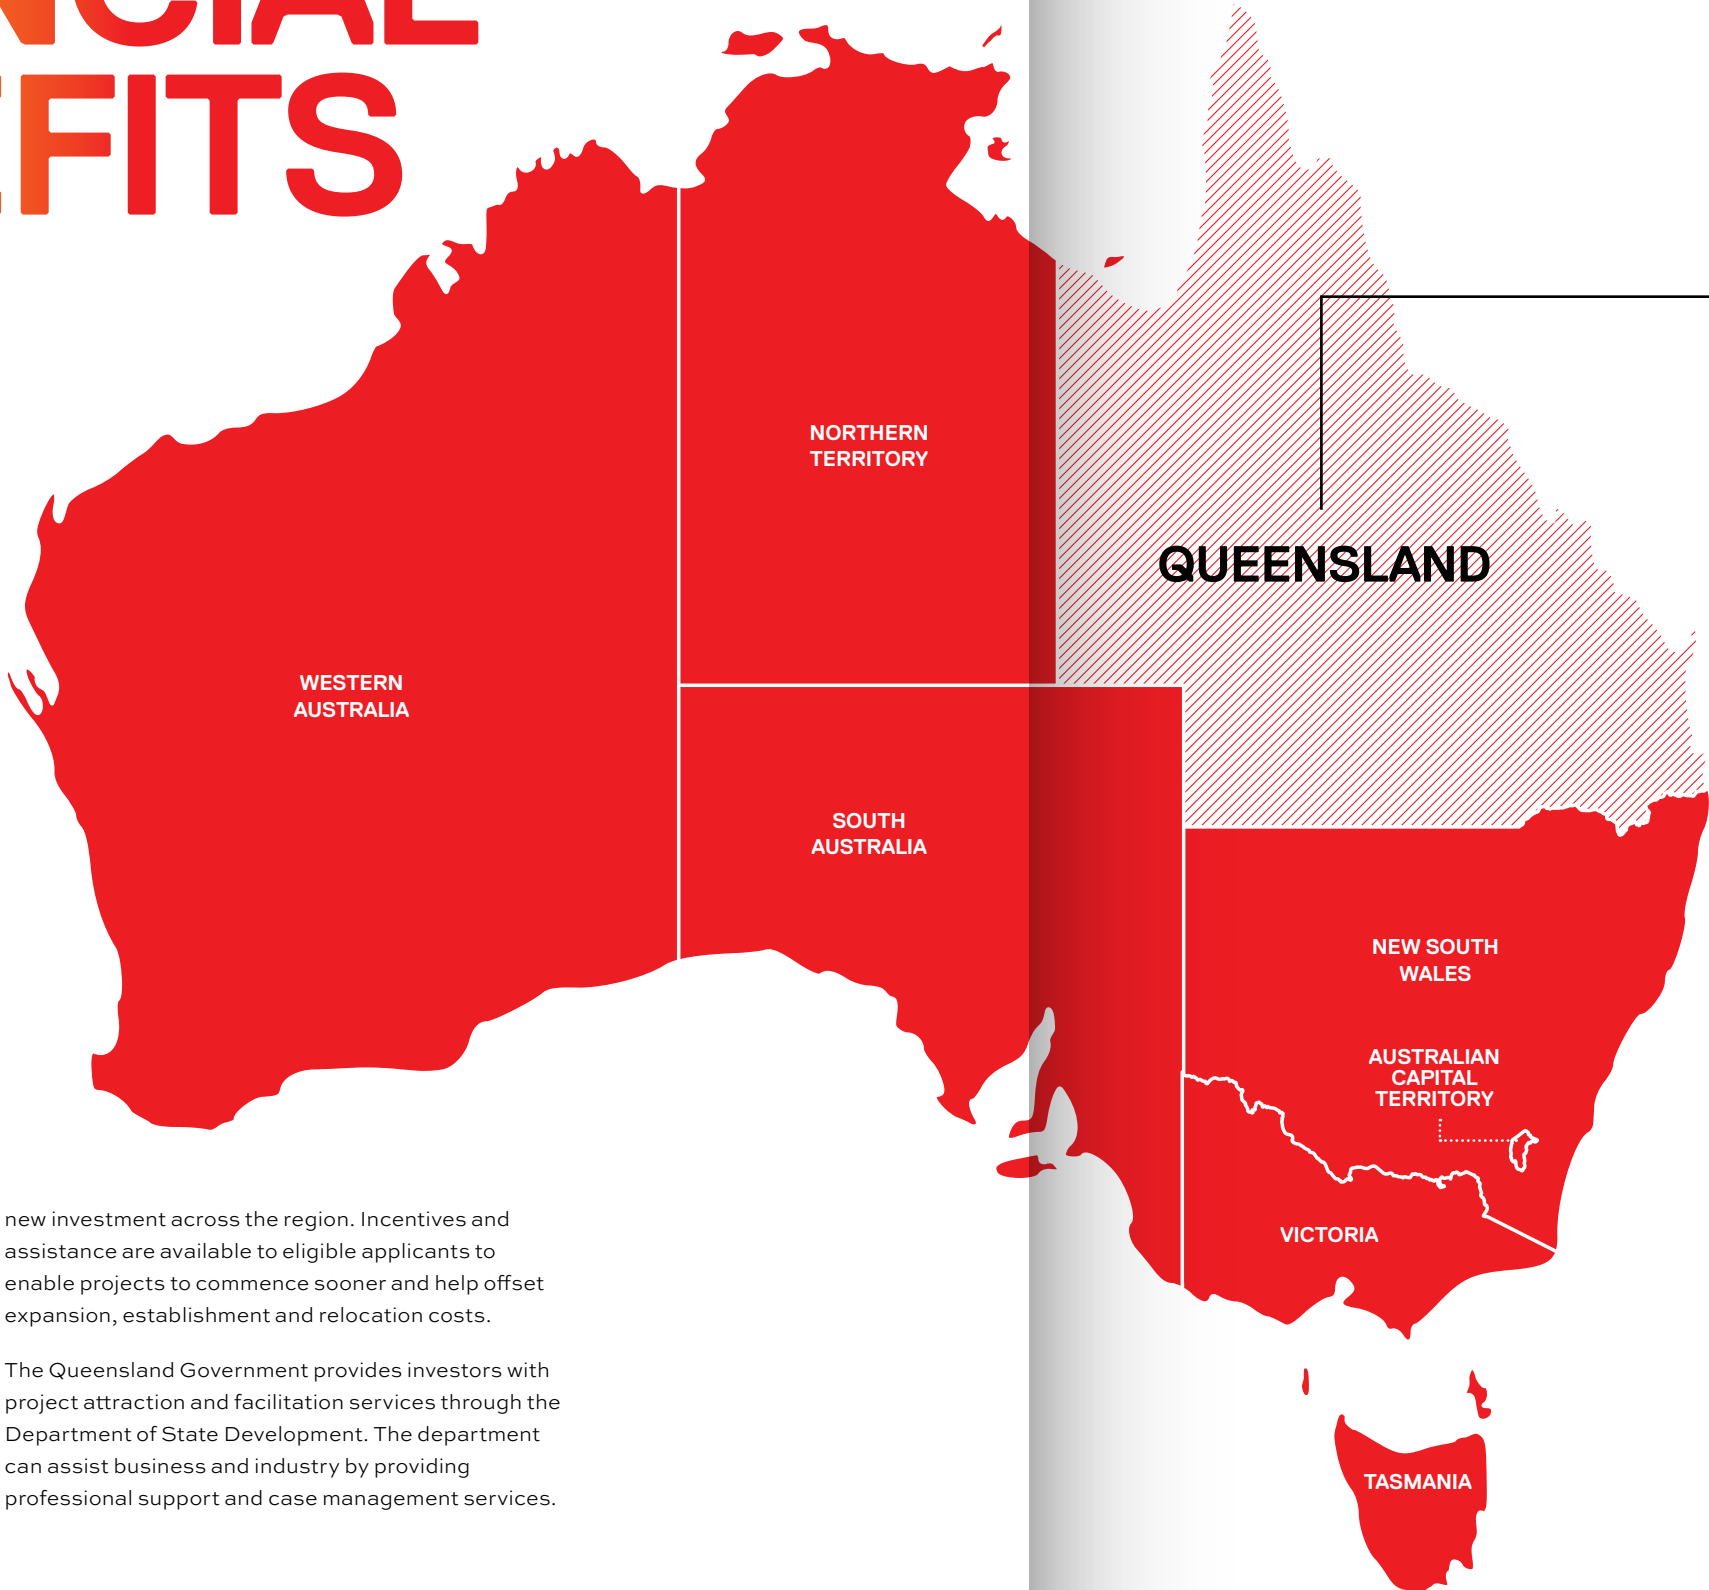 NCIAL
EFITS
NORTHERN
TERRITORY
QUEENSLAND
WESTERN
AUSTRALIA
SOUTH
AUSTRALIA
NEW SOUTH
WALES
AUSTRALIAN
CAPITAL
TERRITORY
VICTORIA
TASMANIA
new investment across the region. Incentives and
assistance are available to eligible applicants to
enable projects to commence sooner and help offset
expansion, establishment and relocation costs.
The Queensland Government provides investors with
project attraction and facilitation services through the
Department of State Development. The department
can assist business and industry by providing
professional support and case management services.